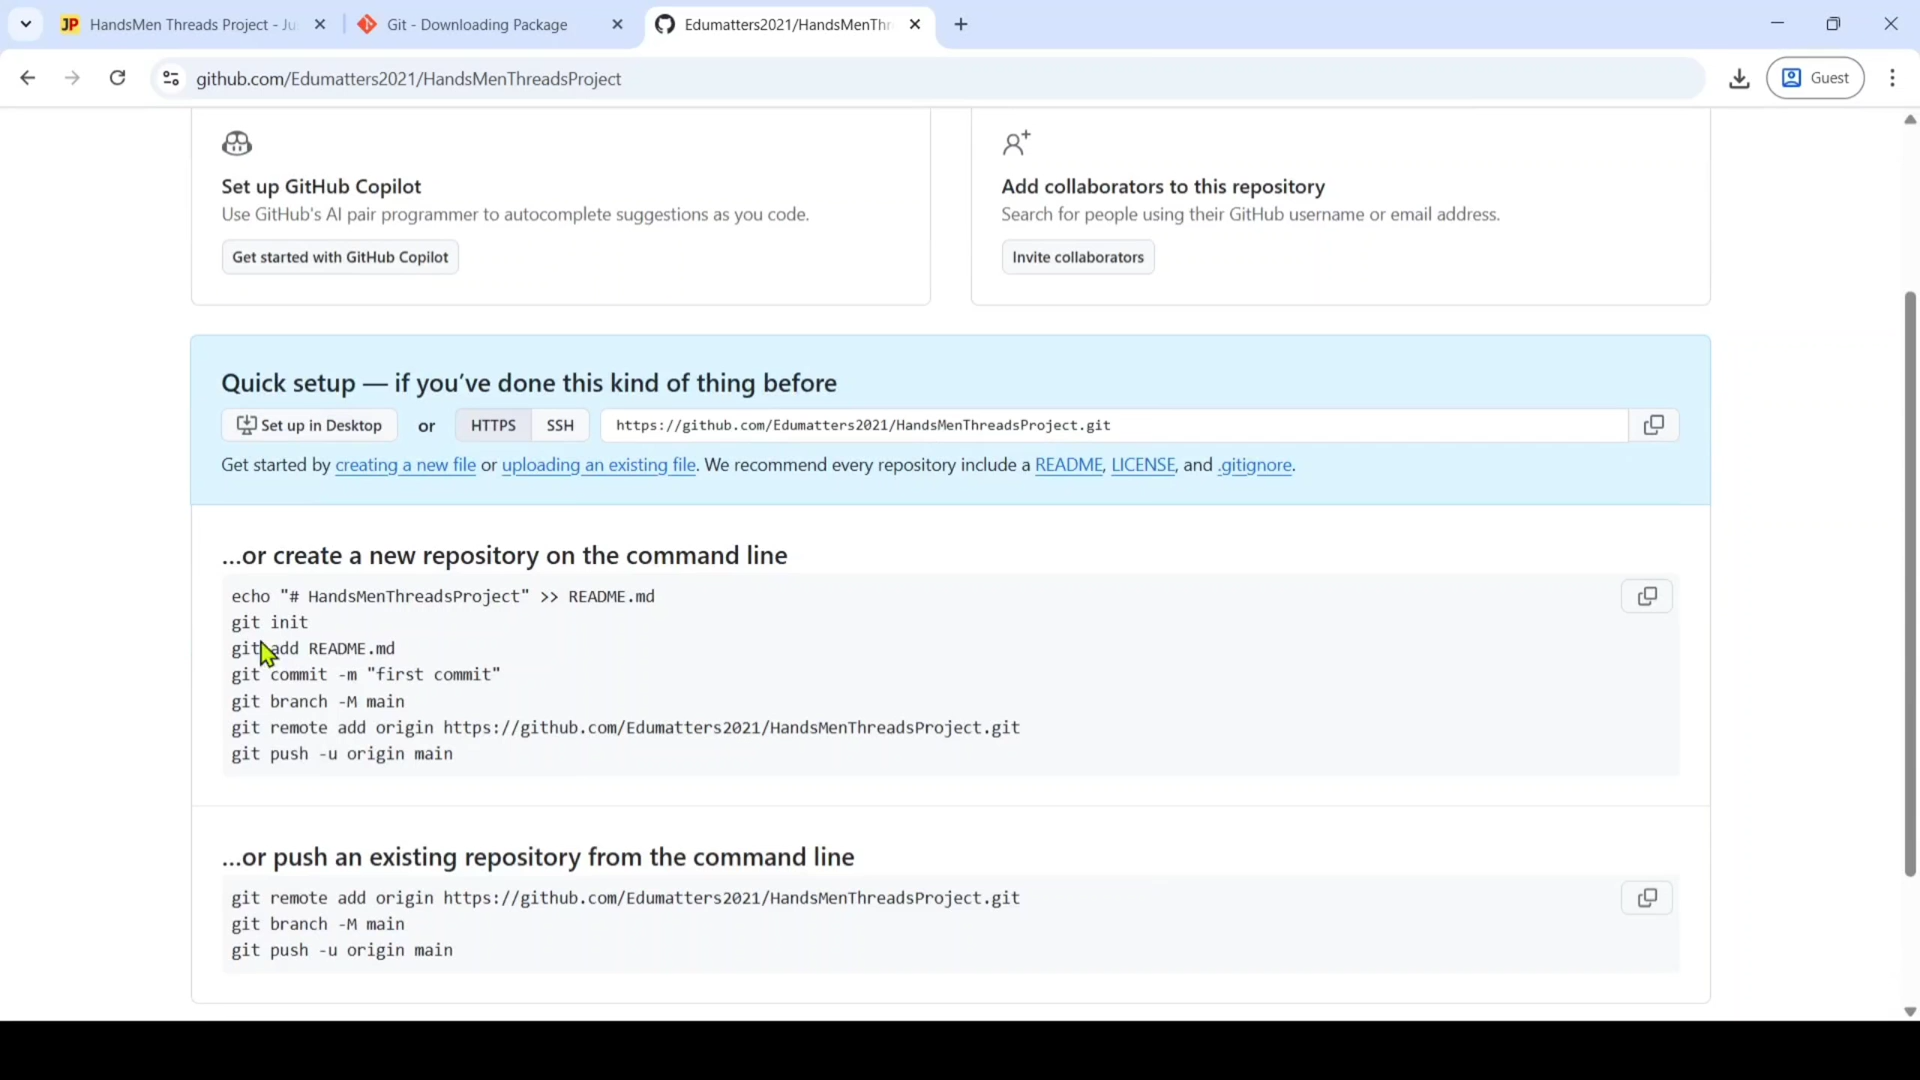 JP HandsMen Threads Project - Ju
Git - Downloading Package
Edumatters2021/HandsMenThr
github.com/Edumatters2021/HandsMenThreadsProject
Guest
Set up GitHub Copilot
Use GitHub's AI pair programmer to autocomplete suggestions as you code.
Get started with GitHub Copilot
Add collaborators to this repository
Search for people using their GitHub username or email address.
Invite collaborators
Quick setup — if you've done this kind of thing before
Set up in Desktop or HTTPS SSH https://github.com/Edumatters2021/HandsMenThreadsProject.git
Get started by creating a new file or uploading an existing file. We recommend every repository include a README, LICENSE, and .gitignore.
...or create a new repository on the command line
echo "# HandsMenThreadsProject" >> README.md
git init
git add README.md
git commit -m "first commit"
git branch -M main
git remote add origin https://github.com/Edumatters2021/HandsMenThreadsProject.git
git push -u origin main
...or push an existing repository from the command line
git remote add origin https://github.com/Edumatters2021/HandsMenThreadsProject.git
git branch -M main
git push -u origin main